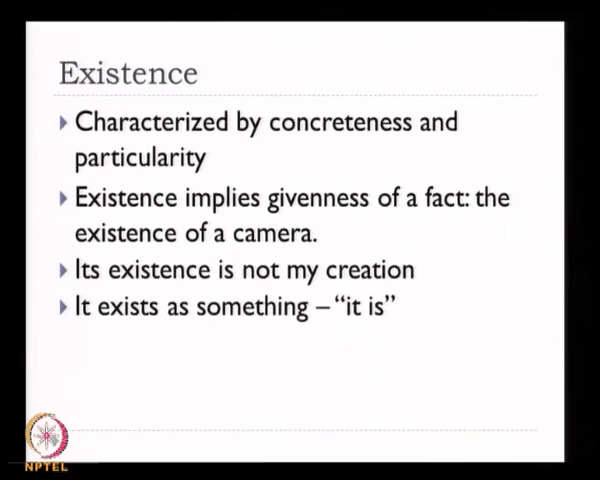 Existence
Characterized by concreteness and
particularity
Existence implies givenness of a fact: the
existence of a camera.
Its existence is not my creation
It exists as something – “it is”
NPTEL